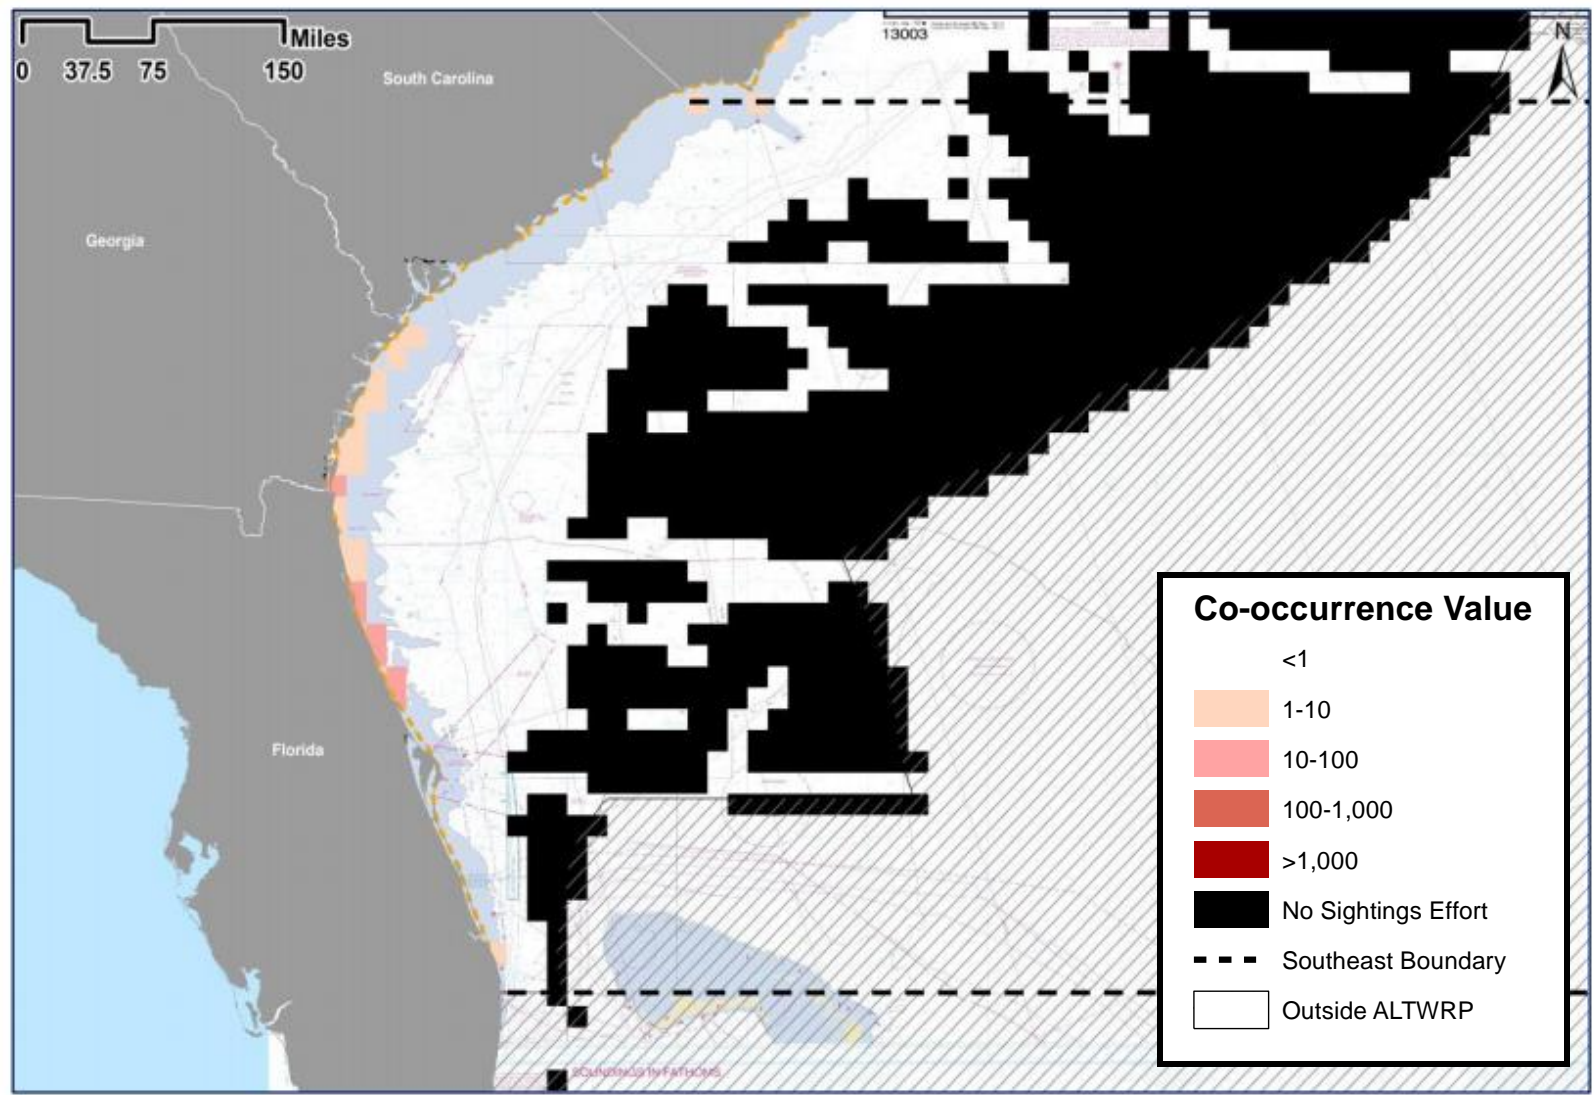 Miles
0 37.5 75 150
South Carolina
13003
N
Georgia
Florida
Co-occurrence Value
<1
1-10
10-100
100-1,000
>1,000
No Sightings Effort
Southeast Boundary
Outside ALTWRP
SOUNDINGS IN FATHOMS